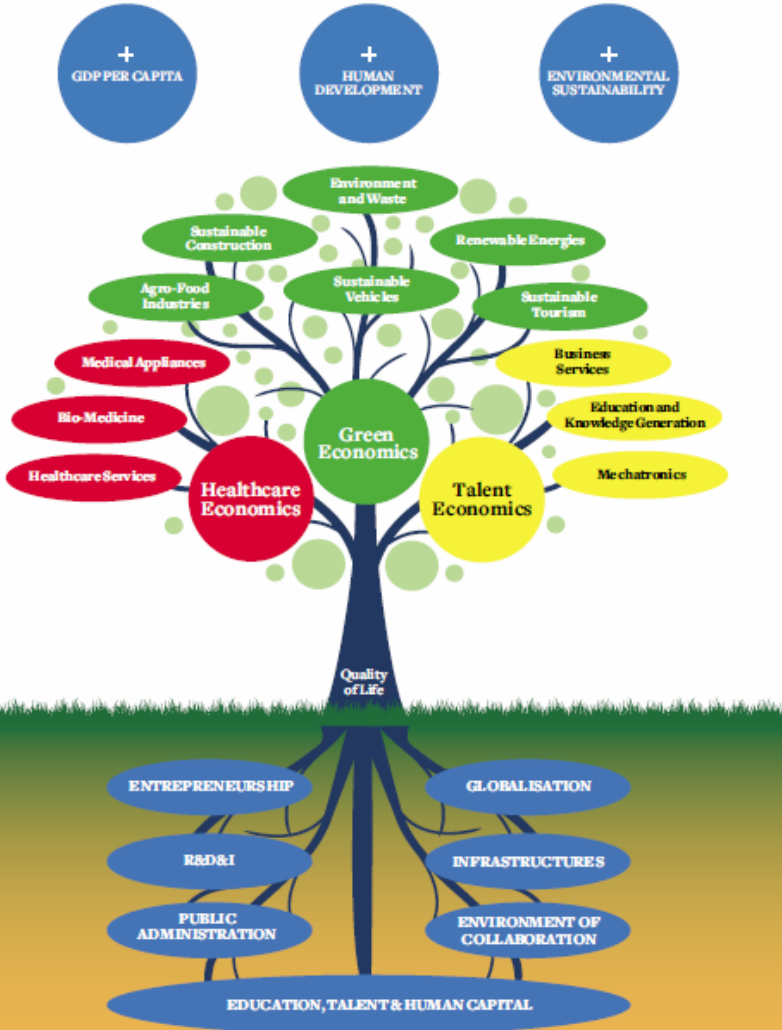 +
GDP PER CAPITA
+
HUMAN
DEVELOPMENT
+
ENVIRONMENTAL
SUSTAINABILITY
Environment
and Waste
Sustainable
Construction
Renewable Energies
Agro-Food
Industries
Sustainable
Vehicles
Sustainable
Tourism
Medical Appliances
Business
Services
Bio-Medicine
Education and
Knowledge Generation
Green
Economics
Healthcare Services
Mechatronics
Healthcare
Economics
Talent
Economics
Quality
of Life
ENTREPRENEURSHIP
GLOBALISATION
R&D&I
INFRASTRUCTURES
PUBLIC
ADMINISTRATION
ENVIRONMENT OF
COLLABORATION
EDUCATION, TALENT & HUMAN CAPITAL